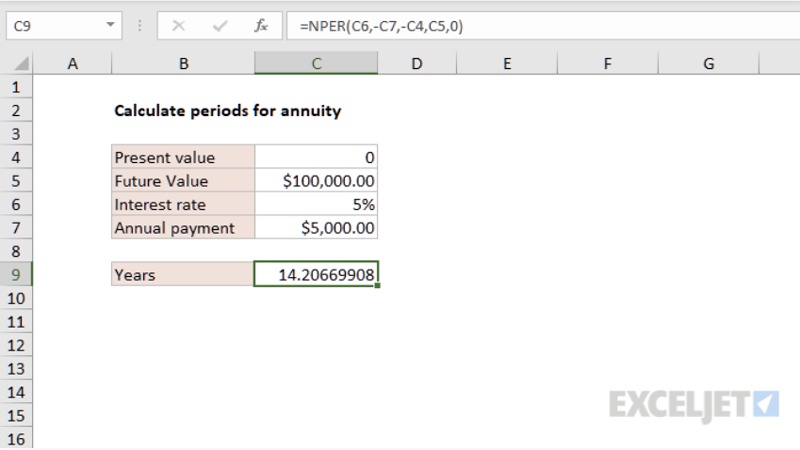 C9 fx =NPER(C6,-C7,-C4,C5,0)
A B C D E F G
1
2 Calculate periods for annuity
3
4 Present value 0
5 Future Value $100,000.00
6 Interest rate 5%
7 Annual payment $5,000.00
8
9 Years 14.20669908
10
11
12
13
14 EXCELJET
15
16